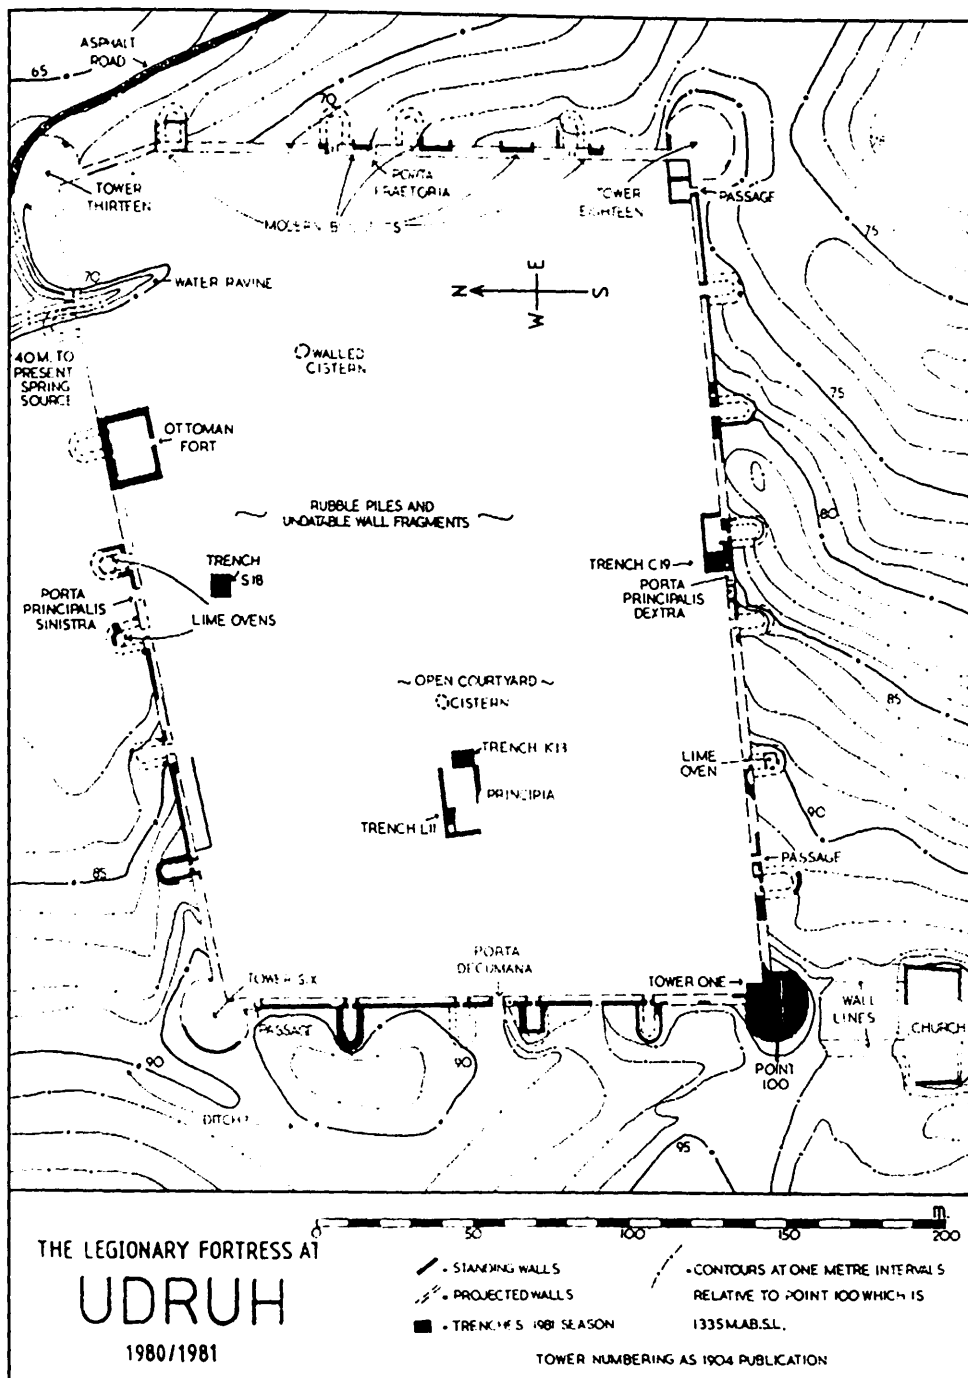 ASPHALT
ROAD
65
70
TOWER
THIRTEEN
PORTA
PRAETORIA
TOWER
EIGHTEEN
PASSAGE
MODERN
75
70
WATER RAVINE
E
N
S
W
40 M. TO
PRESENT
SPRING
SOURCE
WALLED
CISTERN
75
OTTOMAN
FORT
RUBBLE PILES AND
UNDATABLE WALL FRAGMENTS
80
TRENCH
S18
TRENCH C19
PORTA
PRINCIPALIS
SINISTRA
LIME OVENS
PORTA
PRINCIPALIS
DEXTRA
75
~ OPEN COURTYARD ~
CISTERN
85
TRENCH K13
LIME
OVEN
PRINCIPIA
TRENCH L11
90
PASSAGE
85
PORTA
DECUMANA
TOWER SIX
TOWER ONE
PASSAGE
WALL
LINES
CHURCH
90
90
POINT
100
DITCH?
95
m.
0
50
100
150
200
THE LEGIONARY FORTRESS AT
UDRUH
1980/1981
• STANDING WALLS
• PROJECTED WALLS
• TRENCHES 1981 SEASON
• CONTOURS AT ONE METRE INTERVALS
RELATIVE TO POINT 100 WHICH IS
1335 M.AB.S.L.
TOWER NUMBERING AS 1904 PUBLICATION